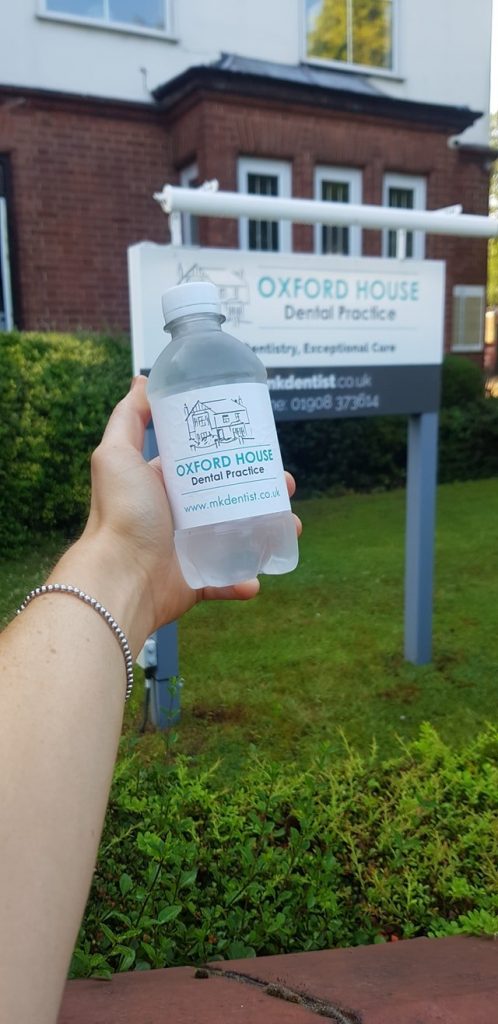 OXFORD HOUSE
Dental Practice
Dentistry, Exceptional Care
mkdentist.co.uk
ne: 01908 373614
OXFORD HOUSE
Dental Practice
www.mkdentist.co.uk